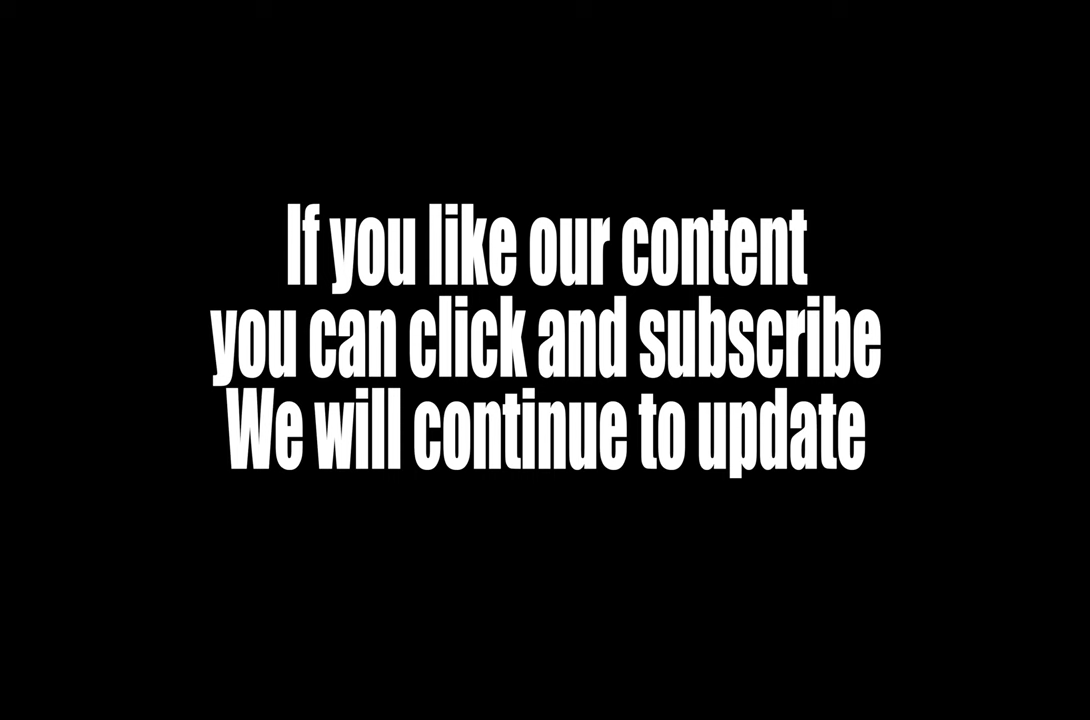 If you like our content
you can click and subscribe
We will continue to update